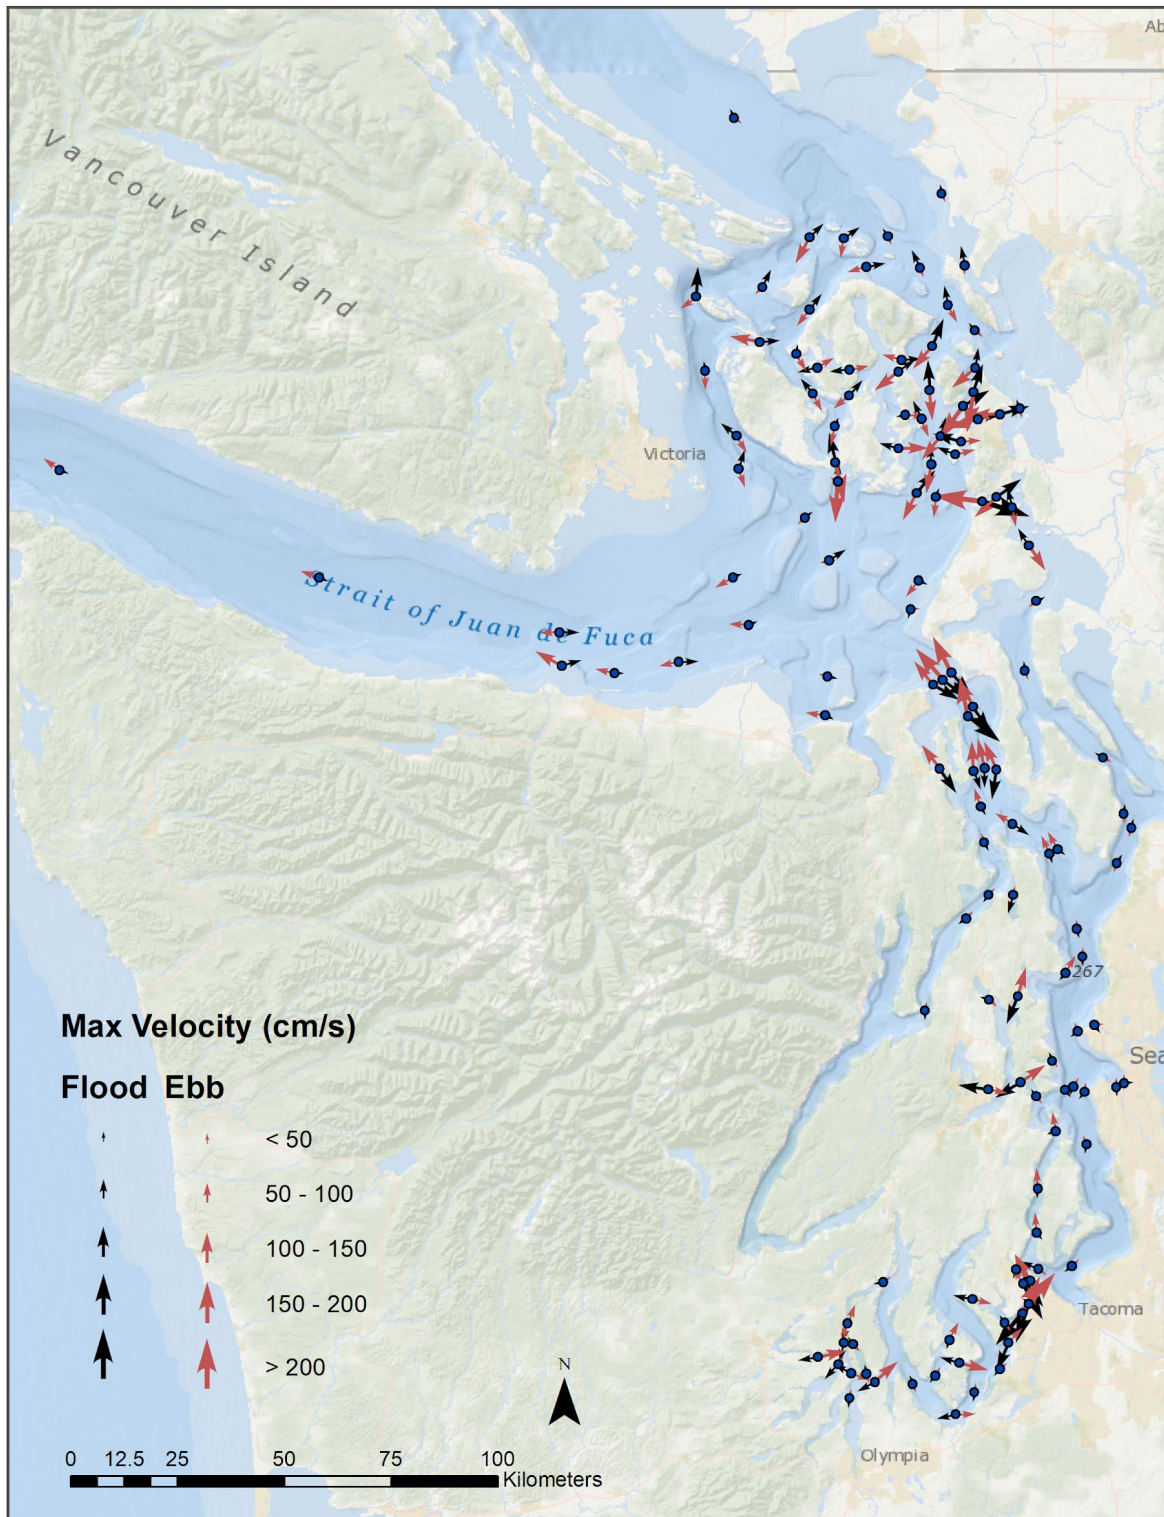 Ab
Vancouver Island
Victoria
Strait of Juan de Fuca
267
Max Velocity (cm/s)
Sea
Flood Ebb
< 50
50 - 100
100 - 150
150 - 200
Tacoma
> 200
N
0 12.5 25 50 75 100
Kilometers
Olympia